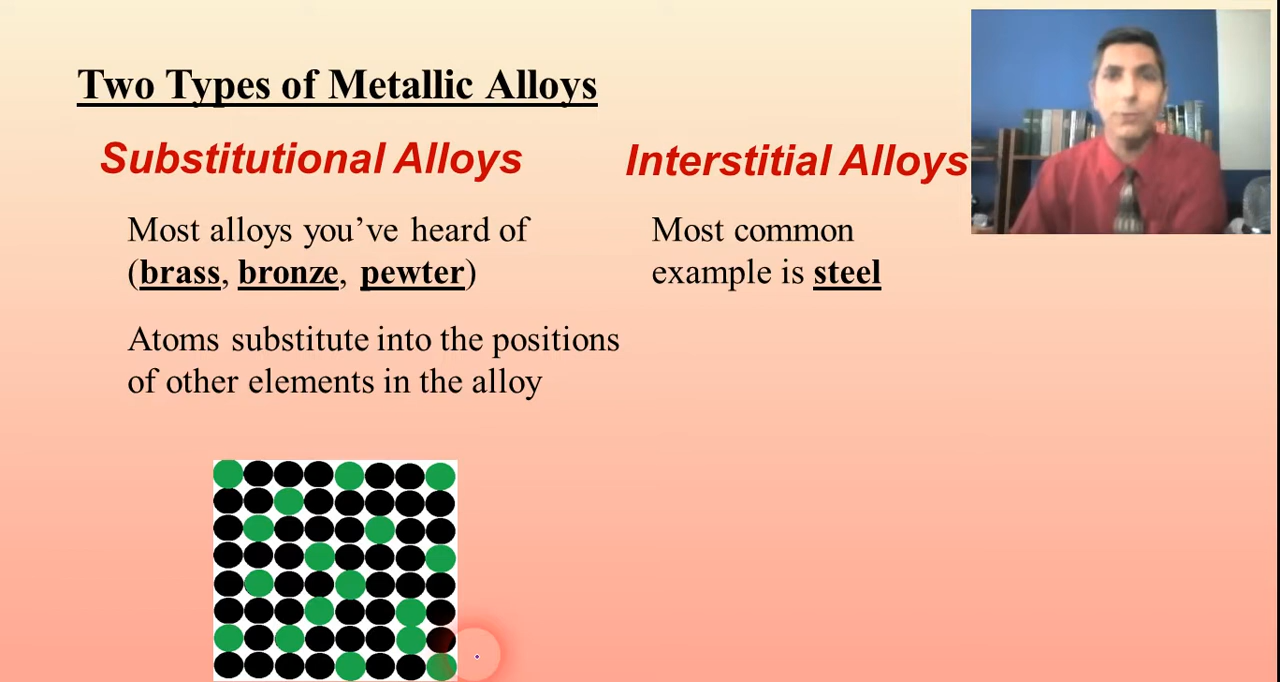 Two Types of Metallic Alloys
Substitutional Alloys
Most alloys you’ve heard of
(brass, bronze, pewter)
Atoms substitute into the positions
of other elements in the alloy
Interstitial Alloys
Most common
example is steel